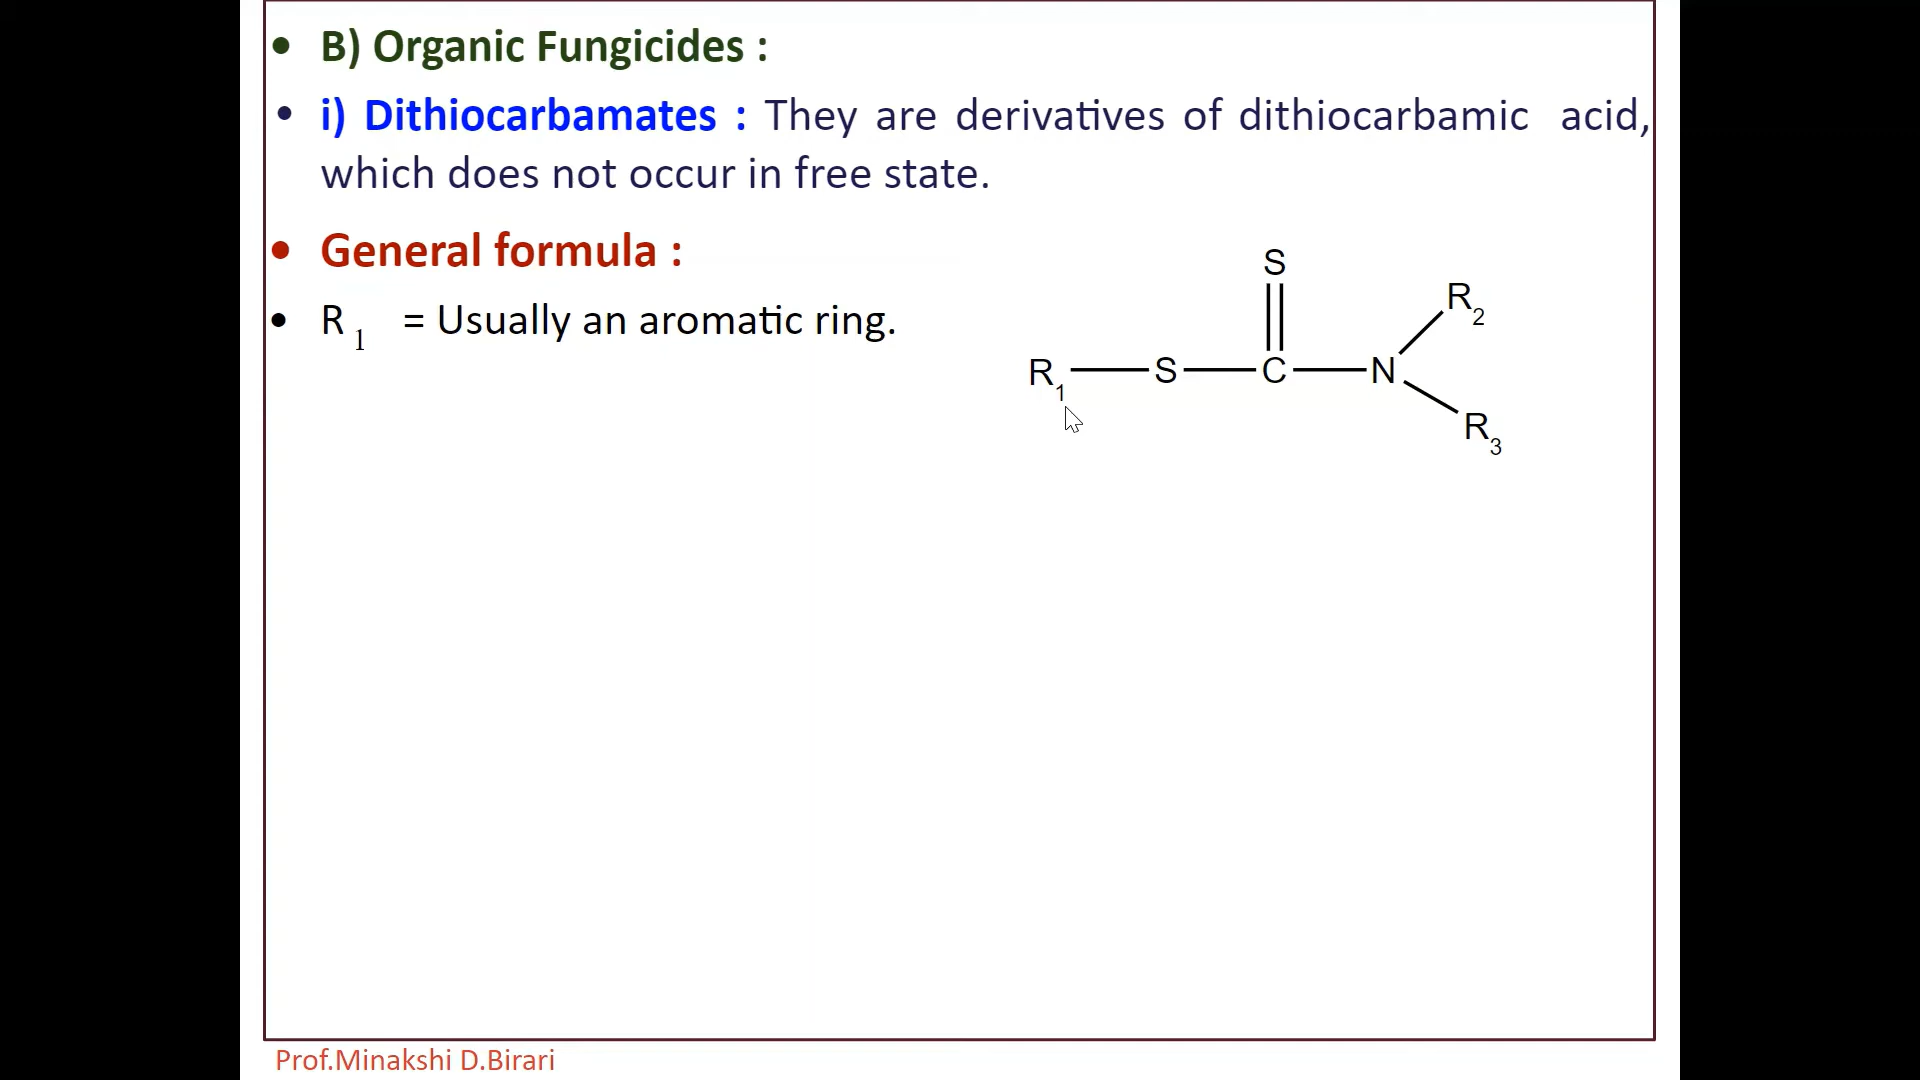 • B) Organic Fungicides :
• i) Dithiocarbamates : They are derivatives of dithiocarbamic acid,
which does not occur in free state.
• General formula :
• R₁ = Usually an aromatic ring.
S
R₂
R₁ S C N
R₃
Prof.Minakshi D.Birari